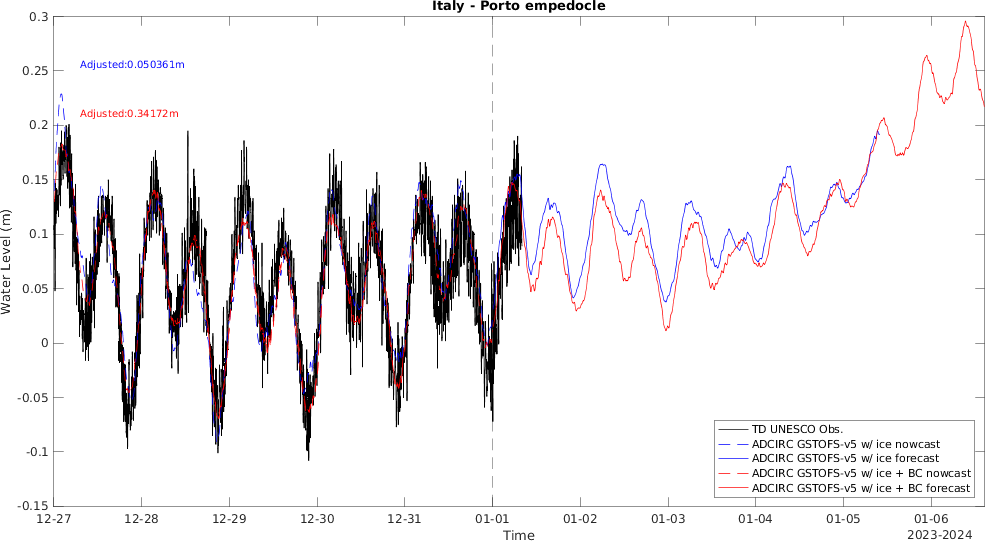 Italy - Porto empedocle
Water Level (m)
0.3
0.25
0.2
0.15
0.1
0.05
0
-0.05
-0.1
-0.15
Adjusted:0.050361m
Adjusted:0.34172m
TD UNESCO Obs.
ADCIRC GSTOFS-v5 w/ ice nowcast
ADCIRC GSTOFS-v5 w/ ice forecast
ADCIRC GSTOFS-v5 w/ ice + BC nowcast
ADCIRC GSTOFS-v5 w/ ice + BC forecast
12-27 12-28 12-29 12-30 12-31 01-01 01-02 01-03 01-04 01-05 01-06
Time
2023-2024